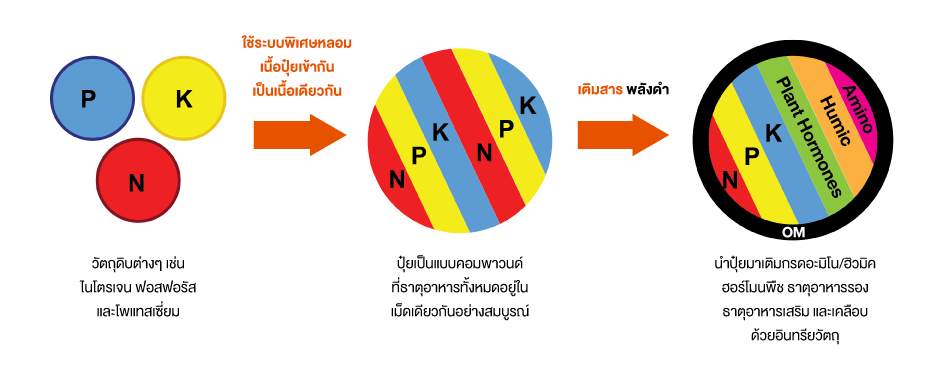 P
K
N
วัตถุดิบต่างๆ เช่น
ไนโตรเจน ฟอสฟอรัส
และโพแทสเซี่ยม
ใช้ระบบพิเศษหลอม
เนื้อปุ๋ยเข้ากัน
เป็นเนื้อเดียวกัน
N
P
K
N
P
K
ปุ๋ยเป็นแบบคอมพาวนด์
ที่ธาตุอาหารทั้งหมดอยู่ใน
เม็ดเดียวกันอย่างสมบูรณ์
เติมสาร พลังดำ
N
P
K
Plant Hormones
Humic
Amino
OM
นำปุ๋ยมาเติมกรดอะมิโน/ฮิวมิค
ฮอร์โมนพืช ธาตุอาหารรอง
ธาตุอาหารเสริม และเคลือบ
ด้วยอินทรียวัตถุ